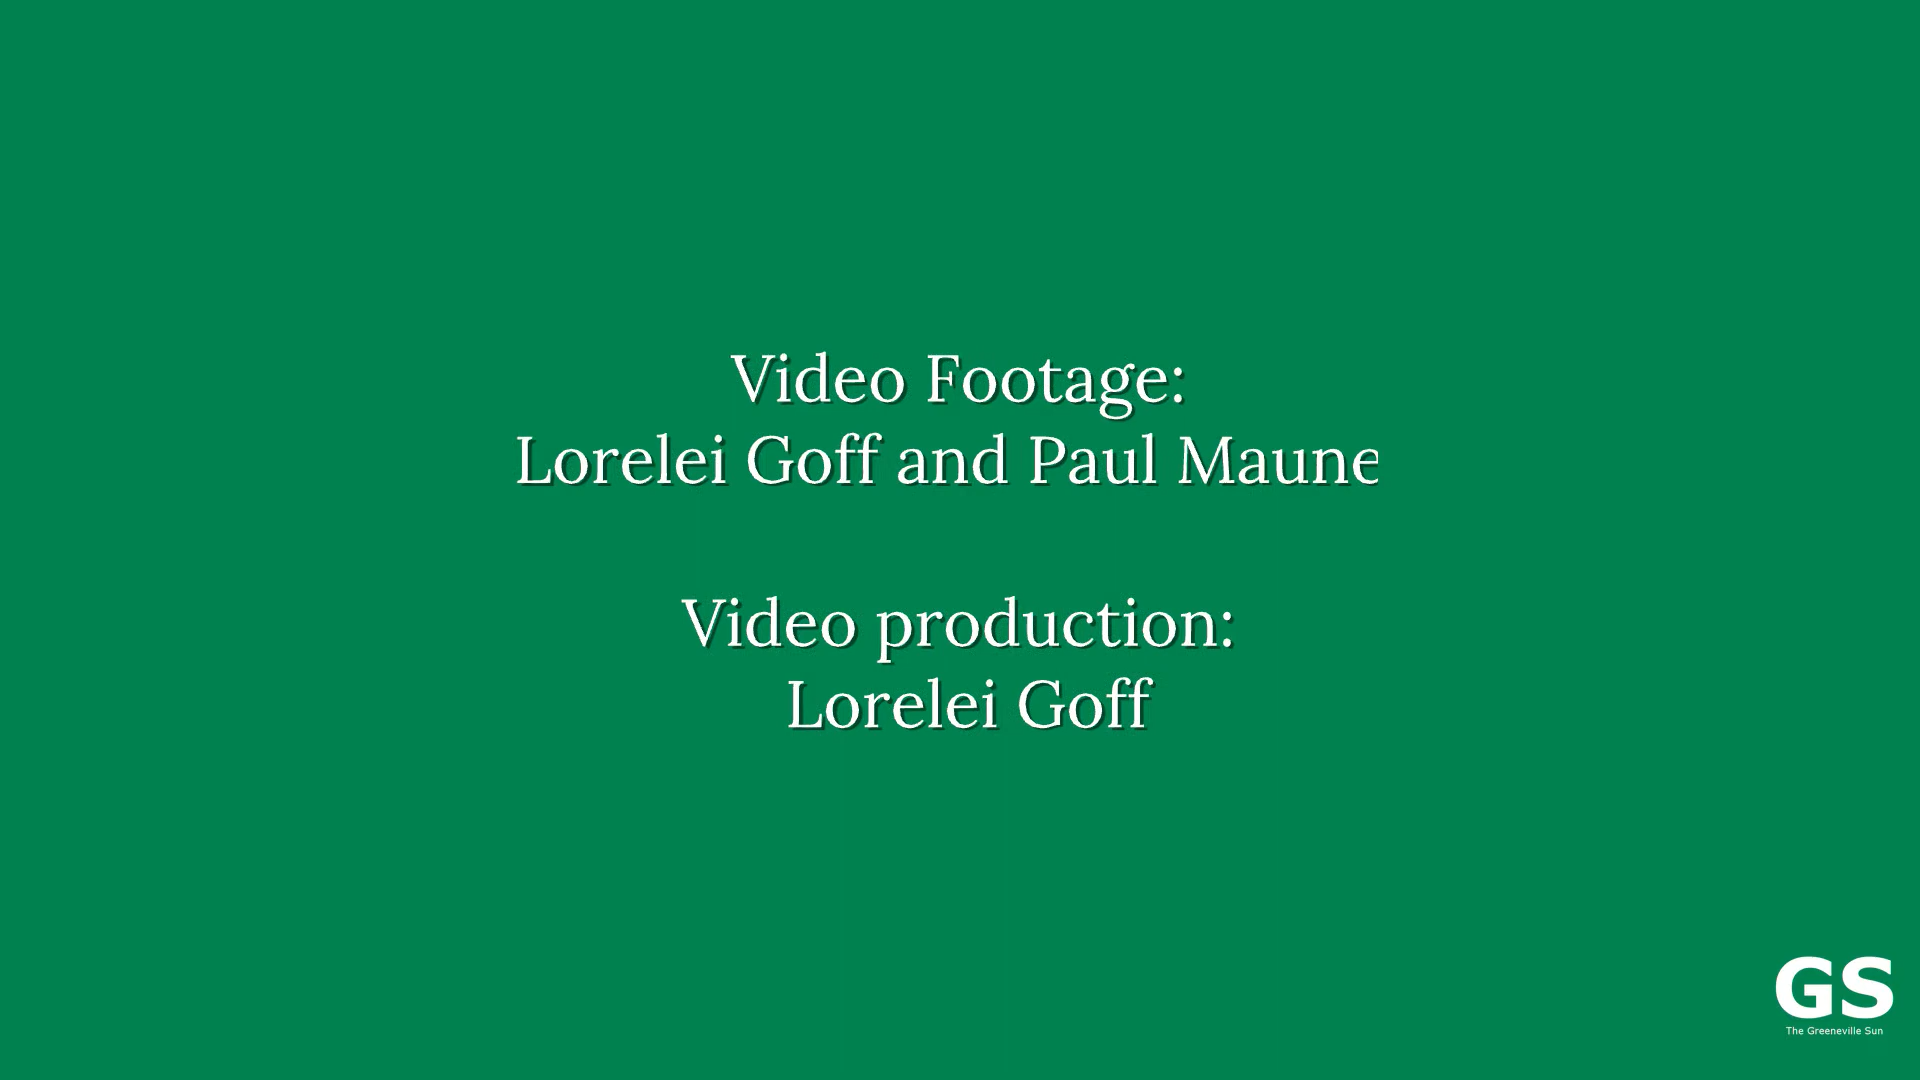 Video Footage:
Lorelei Goff and Paul Maune
Video production:
Lorelei Goff
GS
The Greeneville Sun